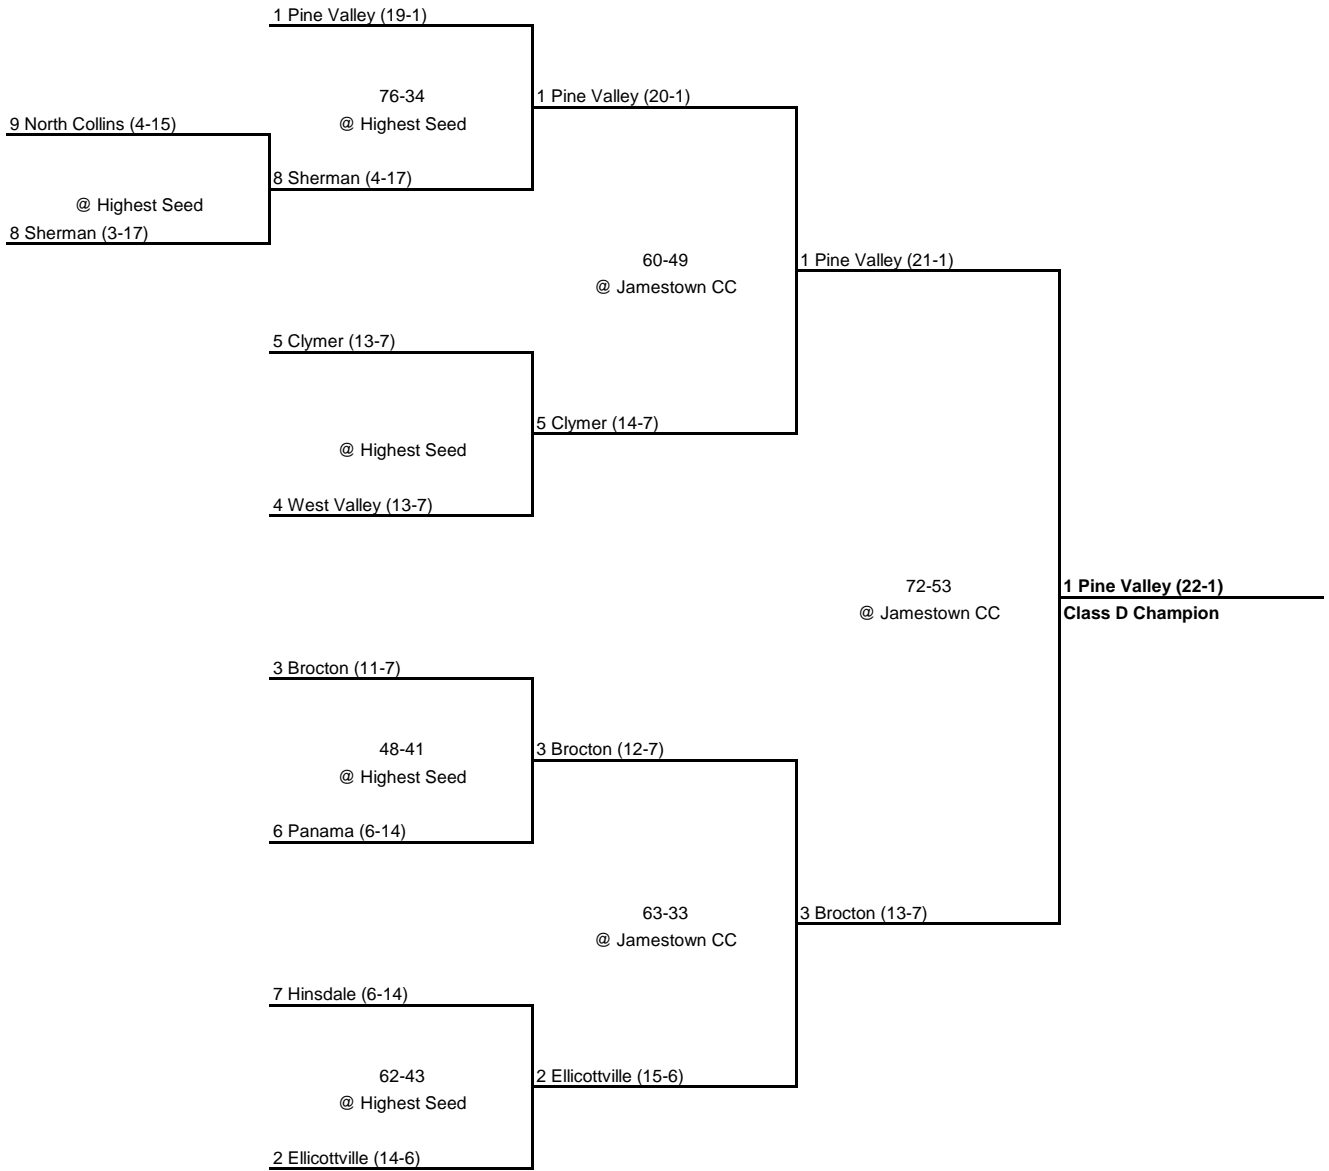 1 Pine Valley (19-1)
76-34
1 Pine Valley (20-1)
9 North Collins (4-15)
@ Highest Seed
8 Sherman (4-17)
@ Highest Seed
8 Sherman (3-17)
60-49
1 Pine Valley (21-1)
@ Jamestown CC
5 Clymer (13-7)
5 Clymer (14-7)
@ Highest Seed
4 West Valley (13-7)
72-53
1 Pine Valley (22-1)
@ Jamestown CC
Class D Champion
3 Brocton (11-7)
48-41
3 Brocton (12-7)
@ Highest Seed
6 Panama (6-14)
63-33
3 Brocton (13-7)
@ Jamestown CC
7 Hinsdale (6-14)
62-43
2 Ellicottville (15-6)
@ Highest Seed
2 Ellicottville (14-6)